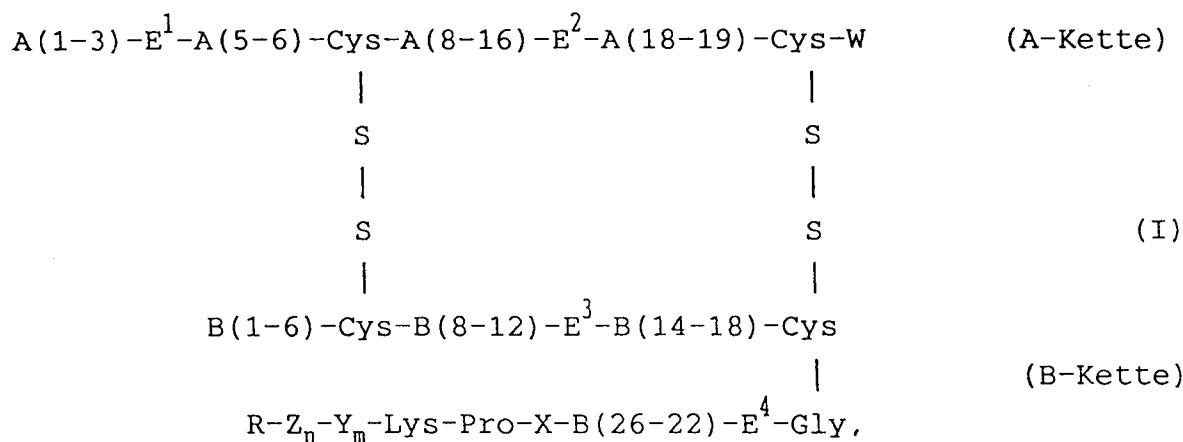 A(1-3)-E¹-A(5-6)-Cys-A(8-16)-E²-A(18-19)-Cys-W (A-Kette)
| |
S S
| |
S S (I)
| |
B(1-6)-Cys-B(8-12)-E³-B(14-18)-Cys
| (B-Kette)
R-Zₙ-Yₘ-Lys-Pro-X-B(26-22)-E⁴-Gly,